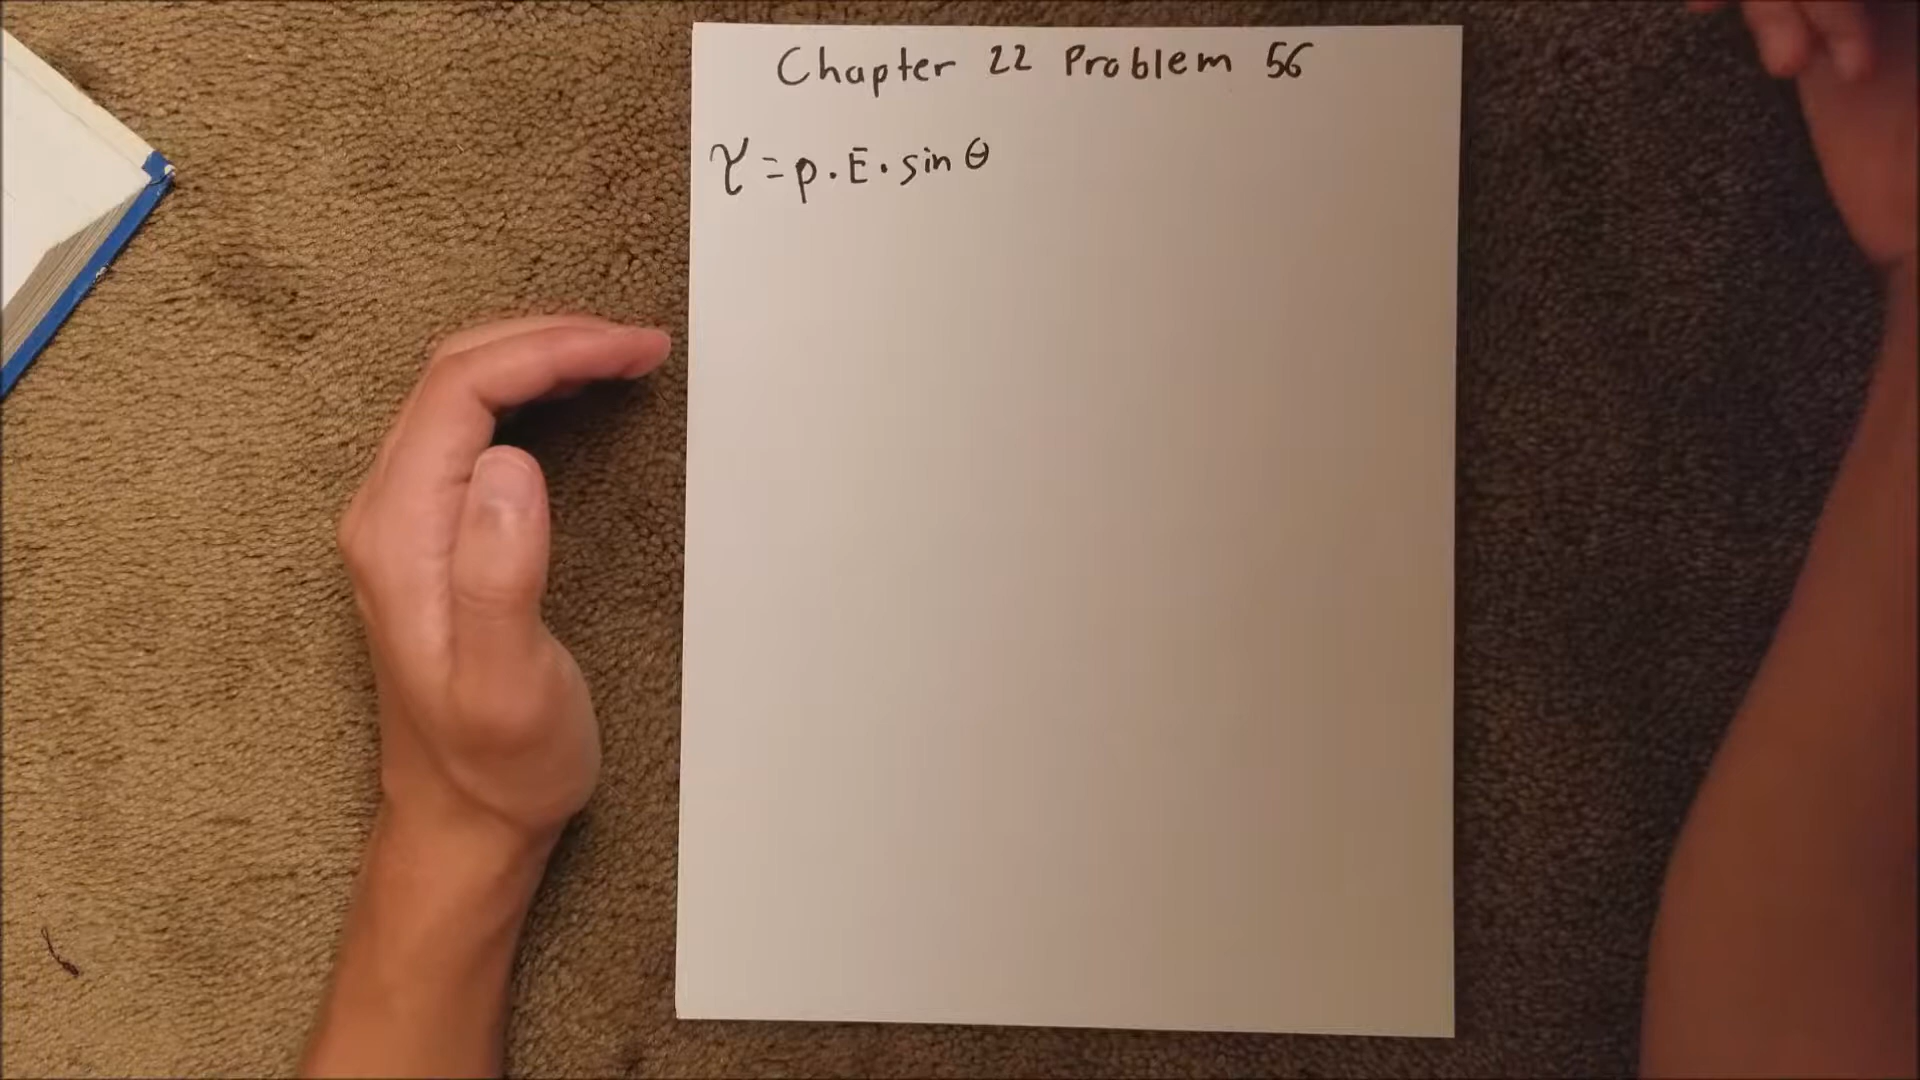 Chapter 22 Problem 56
τ = p · E · sin θ